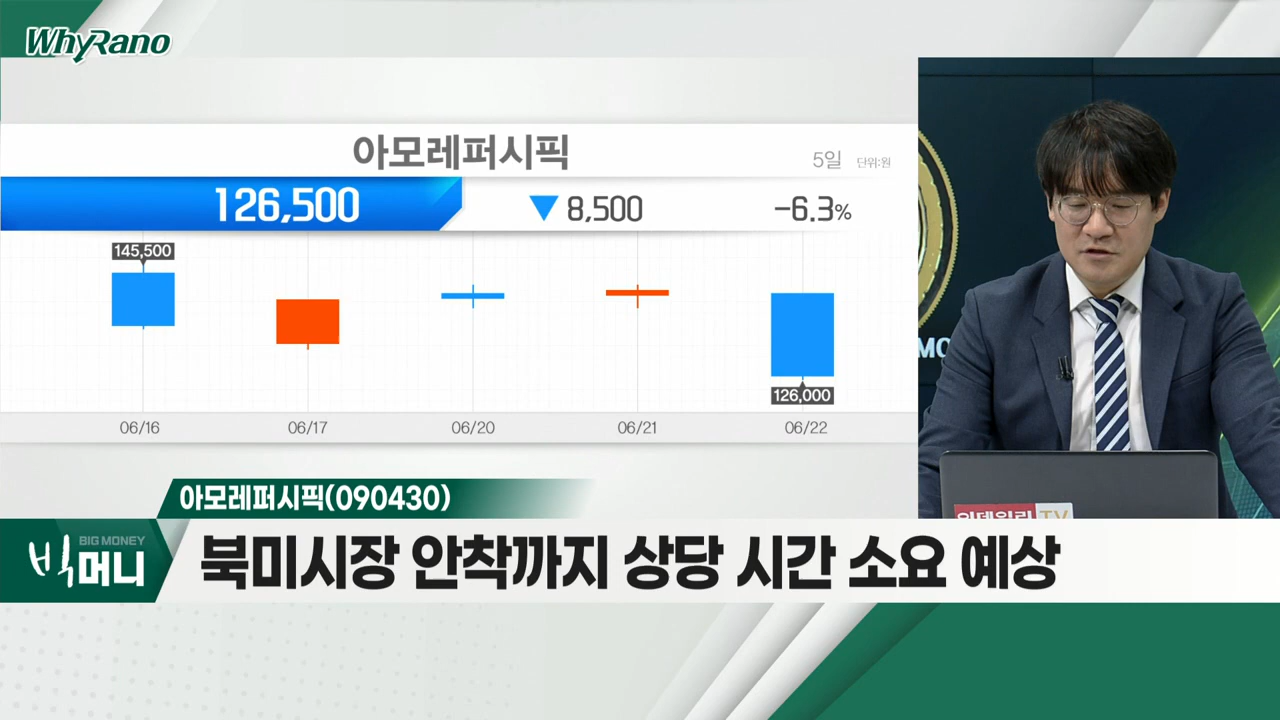 WhyRano
아모레퍼시픽
5일 단위:원
126,500 ▼ 8,500 -6.3%
145,500
126,000
06/16 06/17 06/20 06/21 06/22
MO
이데일리 TV
아모레퍼시픽(090430)
BIG MONEY
빅머니
북미시장 안착까지 상당 시간 소요 예상